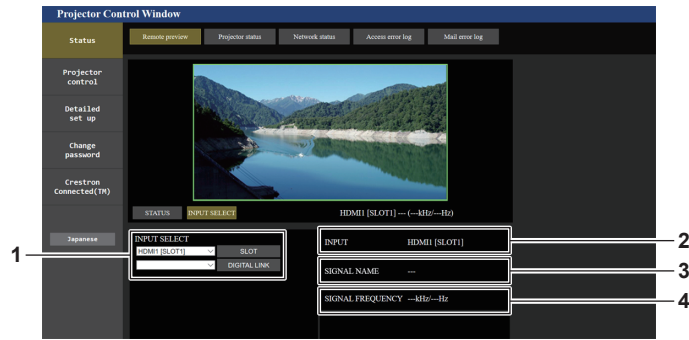 Projector Control Window
Status
Remote preview
Projector status
Network status
Access error log
Mail error log
Projector
control
Detailed
set up
Change
password
Crestron
Connected(TM)
Japanese
STATUS
INPUT SELECT
HDMI1 [SLOT1] --- (---kHz/---Hz)
1
INPUT SELECT
HDMI1 [SLOT1]
SLOT
DIGITAL LINK
INPUT HDMI1 [SLOT1]
2
SIGNAL NAME ---
3
SIGNAL FREQUENCY ---kHz/---Hz
4